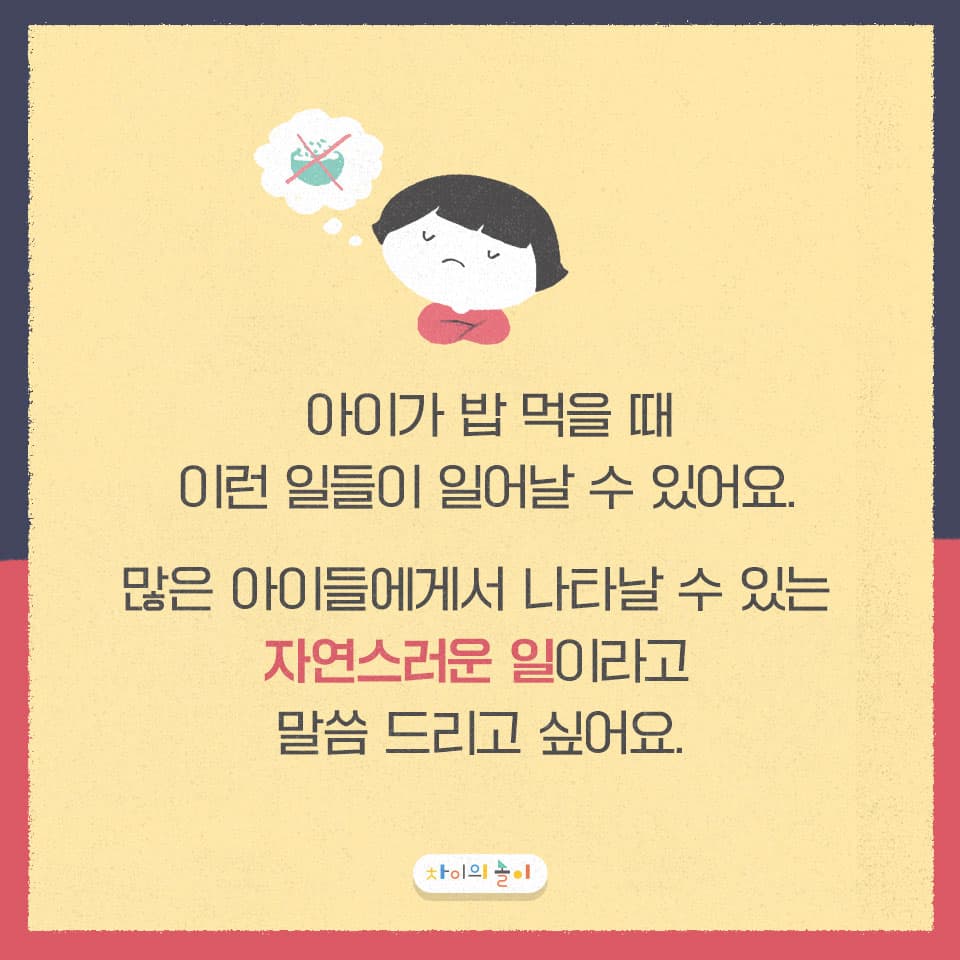 아이가 밥 먹을 때
이런 일들이 일어날 수 있어요.
많은 아이들에게서 나타날 수 있는
자연스러운 일이라고
말씀 드리고 싶어요.
차이의 놀이